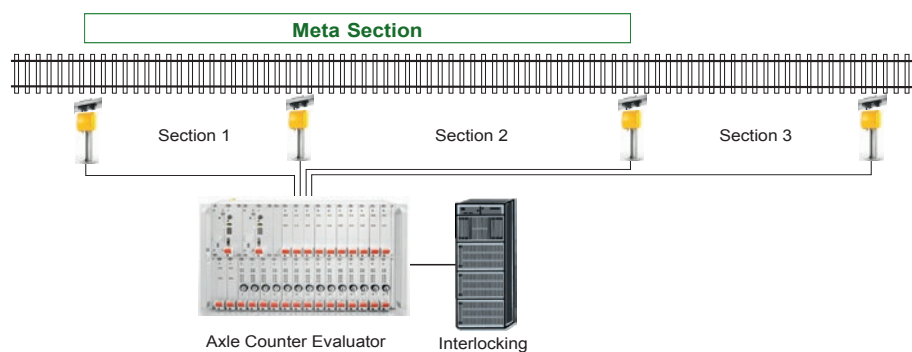 Meta Section
Section 1
Section 2
Section 3
Axle Counter Evaluator
Interlocking